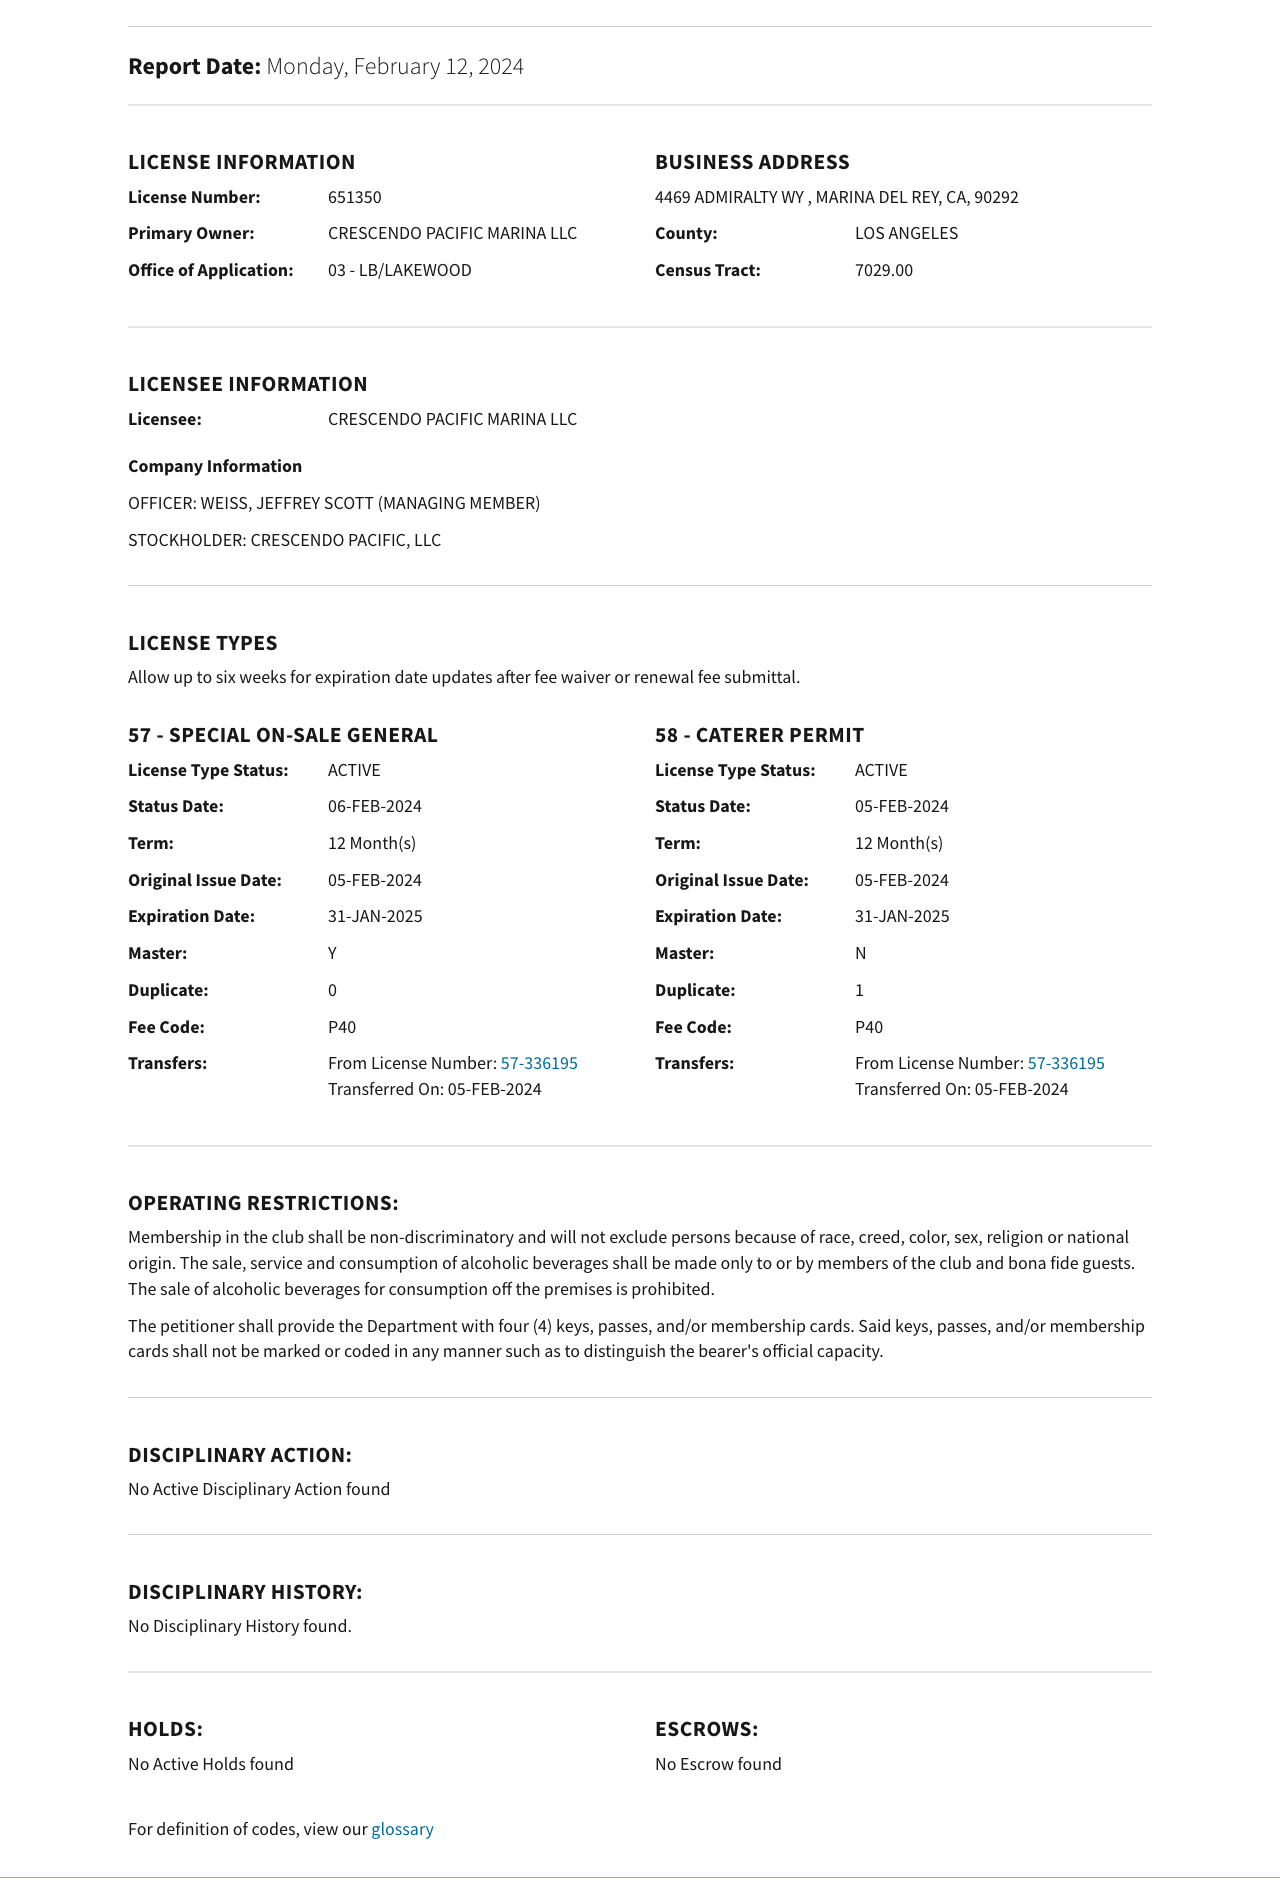 Report Date: Monday, February 12, 2024
LICENSE INFORMATION
License Number: 651350
Primary Owner: CRESCENDO PACIFIC MARINA LLC
Office of Application: 03 - LB/LAKEWOOD
BUSINESS ADDRESS
4469 ADMIRALTY WY , MARINA DEL REY, CA, 90292
County: LOS ANGELES
Census Tract: 7029.00
LICENSEE INFORMATION
Licensee: CRESCENDO PACIFIC MARINA LLC
Company Information
OFFICER: WEISS, JEFFREY SCOTT (MANAGING MEMBER)
STOCKHOLDER: CRESCENDO PACIFIC, LLC
LICENSE TYPES
Allow up to six weeks for expiration date updates after fee waiver or renewal fee submittal.
57 - SPECIAL ON-SALE GENERAL
License Type Status: ACTIVE
Status Date: 06-FEB-2024
Term: 12 Month(s)
Original Issue Date: 05-FEB-2024
Expiration Date: 31-JAN-2025
Master: Y
Duplicate: 0
Fee Code: P40
Transfers: From License Number: 57-336195
Transferred On: 05-FEB-2024
58 - CATERER PERMIT
License Type Status: ACTIVE
Status Date: 05-FEB-2024
Term: 12 Month(s)
Original Issue Date: 05-FEB-2024
Expiration Date: 31-JAN-2025
Master: N
Duplicate: 1
Fee Code: P40
Transfers: From License Number: 57-336195
Transferred On: 05-FEB-2024
OPERATING RESTRICTIONS:
Membership in the club shall be non-discriminatory and will not exclude persons because of race, creed, color, sex, religion or national
origin. The sale, service and consumption of alcoholic beverages shall be made only to or by members of the club and bona fide guests.
The sale of alcoholic beverages for consumption off the premises is prohibited.
The petitioner shall provide the Department with four (4) keys, passes, and/or membership cards. Said keys, passes, and/or membership
cards shall not be marked or coded in any manner such as to distinguish the bearer's official capacity.
DISCIPLINARY ACTION:
No Active Disciplinary Action found
DISCIPLINARY HISTORY:
No Disciplinary History found.
HOLDS:
No Active Holds found
ESCROWS:
No Escrow found
For definition of codes, view our glossary